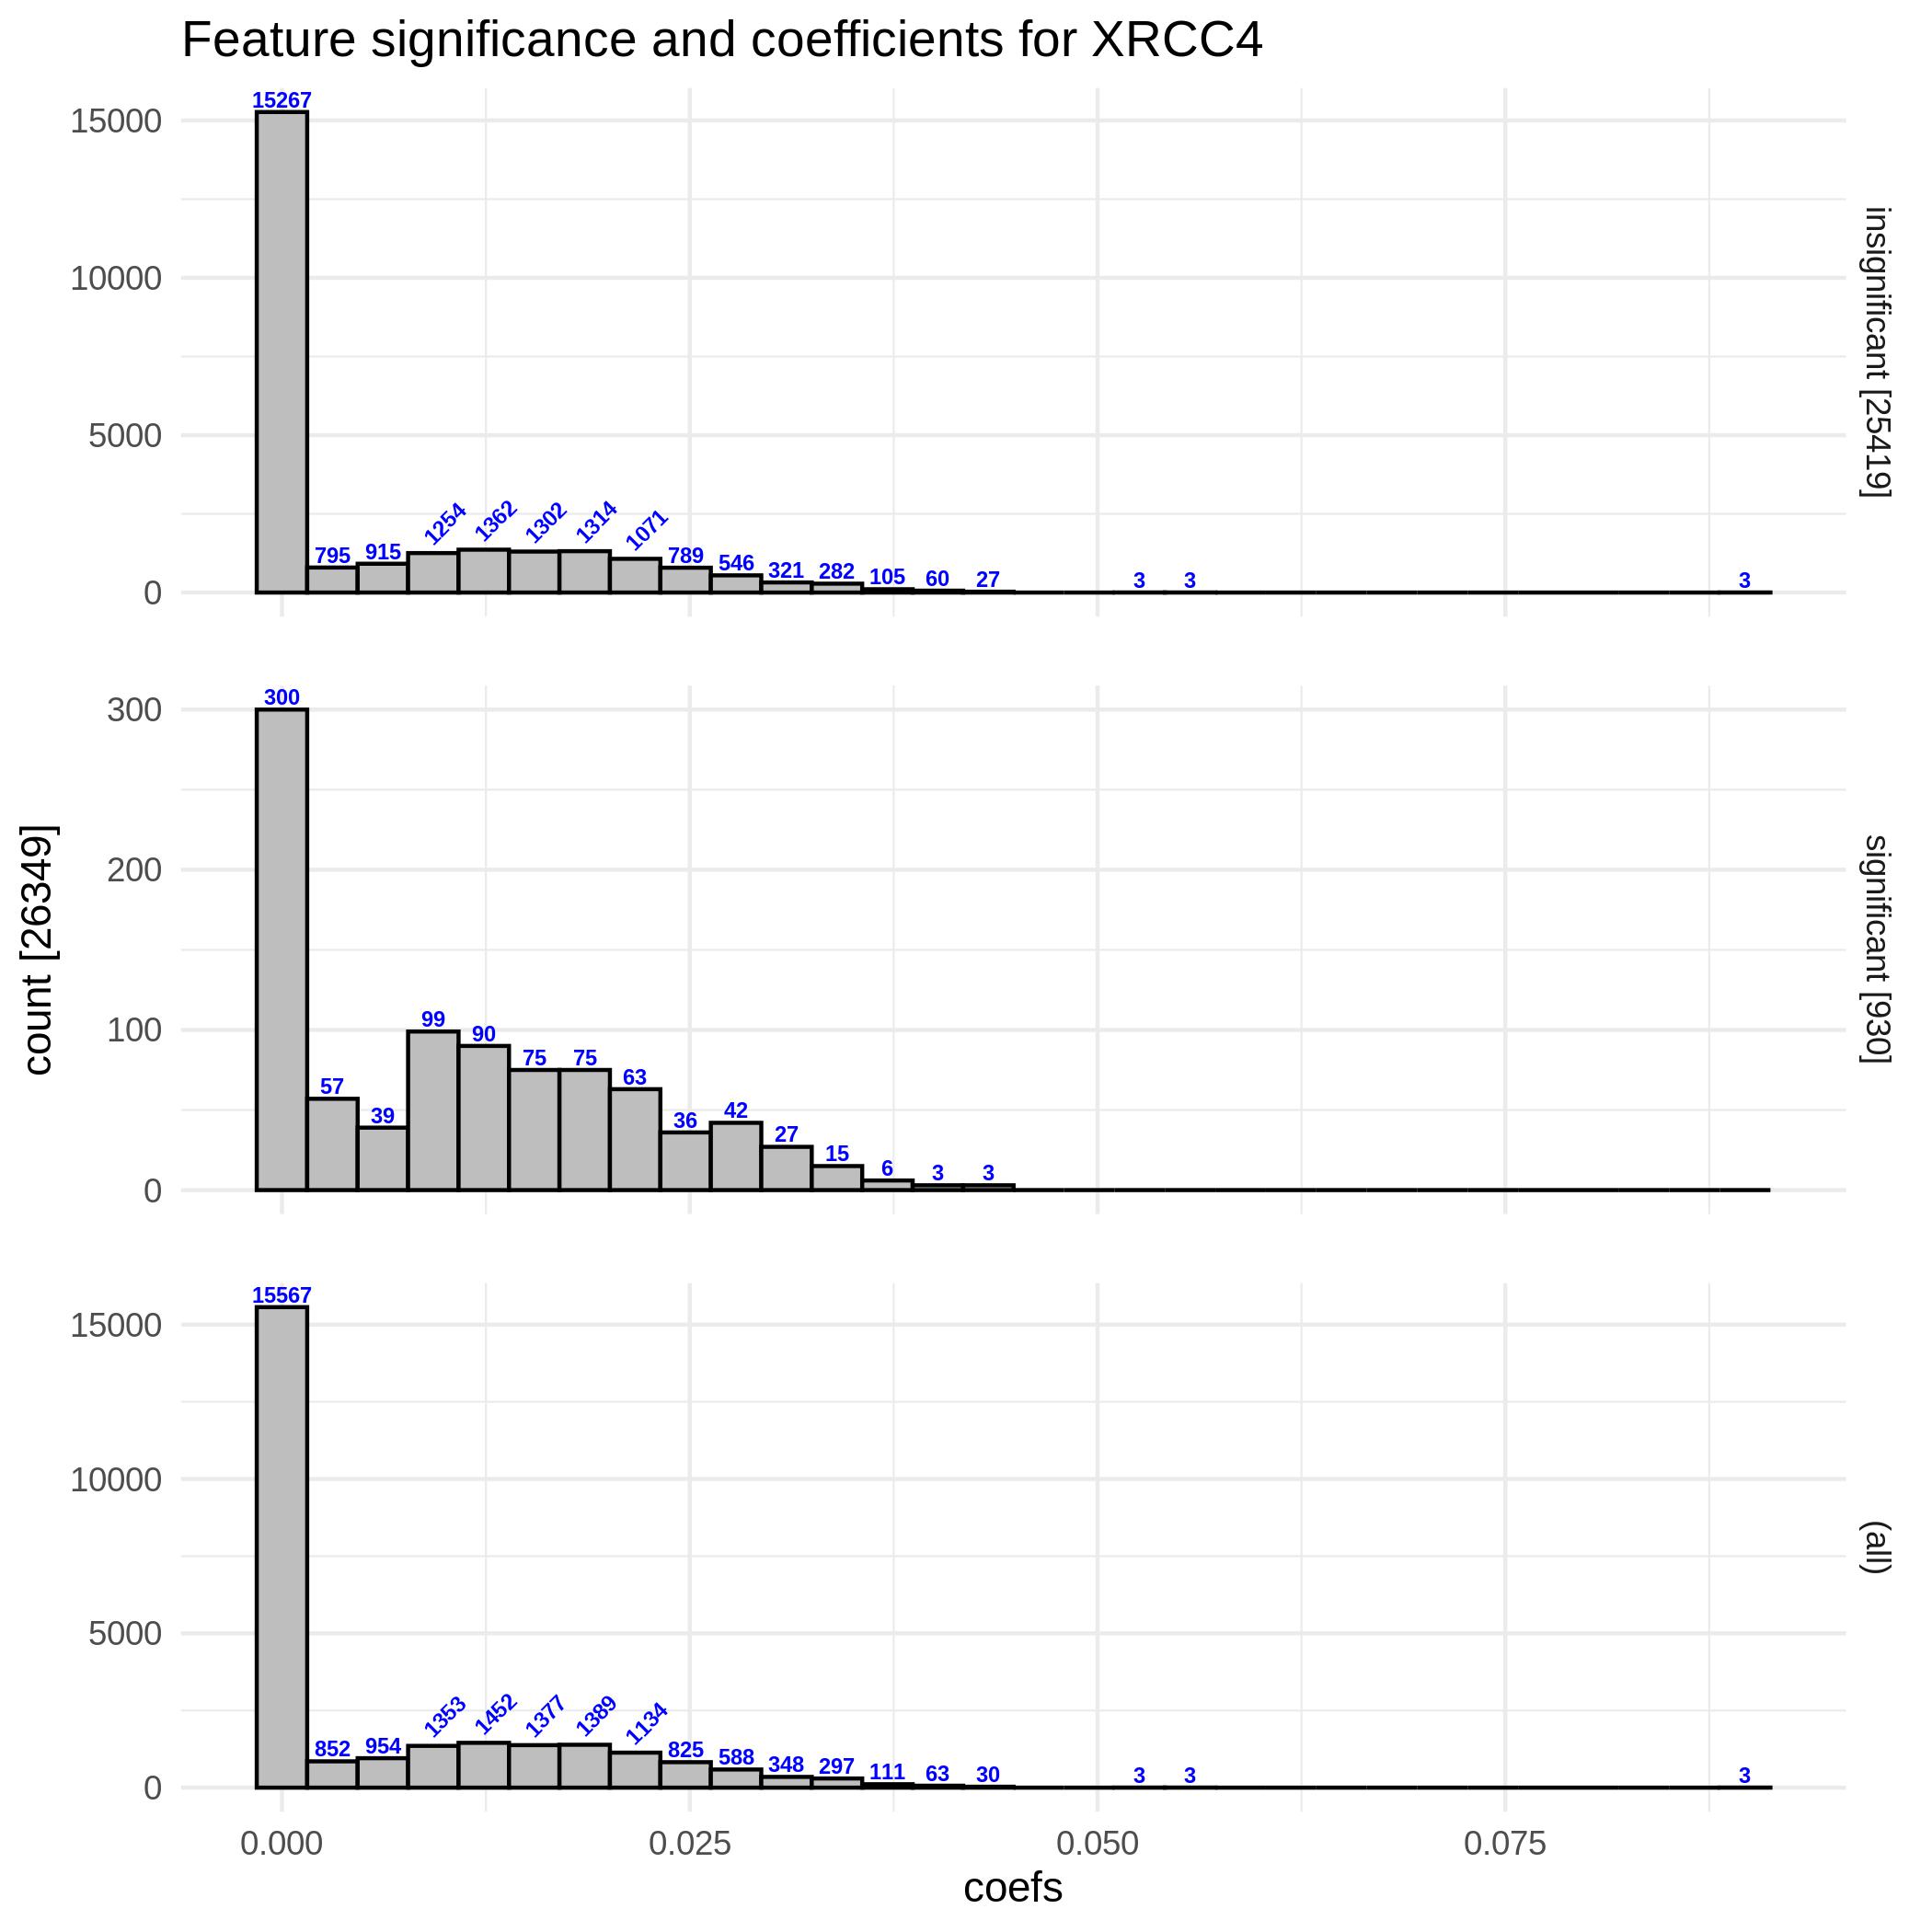 Feature significance and coefficients for XRCC4
15267
15000
10000
5000
0
795 915 1254 1362 1302 1314 1071 789 546 321 282 105 60 27 3 3 3
insignificant [25419]
count [26349]
300
300
200
100
0
57 39 99 90 75 75 63 36 42 27 15 6 3 3
significant [930]
15567
15000
10000
5000
0
852 954 1353 1452 1377 1389 1134 825 588 348 297 111 63 30 3 3 3
(all)
0.000 0.025 0.050 0.075
coefs